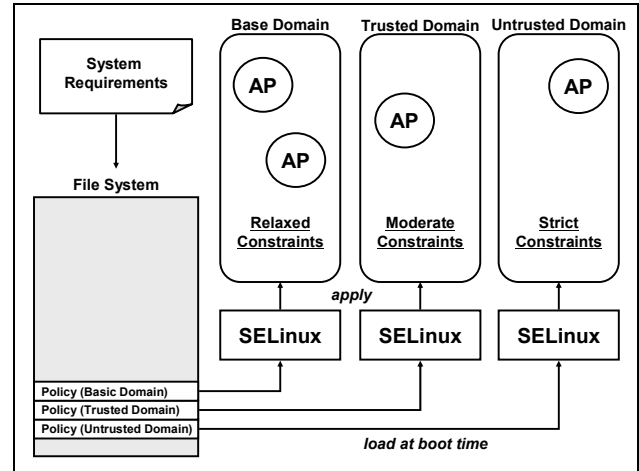 Base Domain
Trusted Domain
Untrusted Domain
System
Requirements
AP
AP
AP
AP
File System
Relaxed
Constraints
Moderate
Constraints
Strict
Constraints
apply
SELinux
SELinux
SELinux
Policy (Basic Domain)
Policy (Trusted Domain)
Policy (Untrusted Domain)
load at boot time